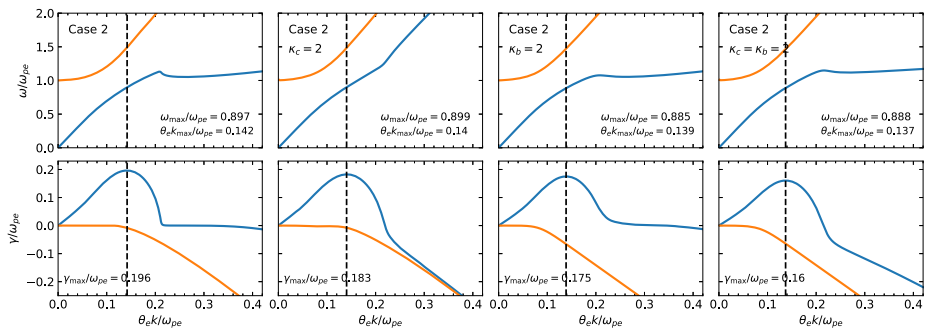 Case 2
ω_max/ω_pe = 0.897
θ_e k_max/ω_pe = 0.142
Case 2
κ_c = 2
ω_max/ω_pe = 0.899
θ_e k_max/ω_pe = 0.14
Case 2
κ_b = 2
ω_max/ω_pe = 0.885
θ_e k_max/ω_pe = 0.139
Case 2
κ_c = κ_b = 2
ω_max/ω_pe = 0.888
θ_e k_max/ω_pe = 0.137
ω/ω_pe
2.0
1.5
1.0
0.5
0.0
γ/ω_pe
0.2
0.1
0.0
−0.1
−0.2
γ_max/ω_pe = 0.196
γ_max/ω_pe = 0.183
γ_max/ω_pe = 0.175
γ_max/ω_pe = 0.16
0.0 0.1 0.2 0.3 0.4
0.0 0.1 0.2 0.3 0.4
0.0 0.1 0.2 0.3 0.4
0.0 0.1 0.2 0.3 0.4
θ_e k/ω_pe
θ_e k/ω_pe
θ_e k/ω_pe
θ_e k/ω_pe